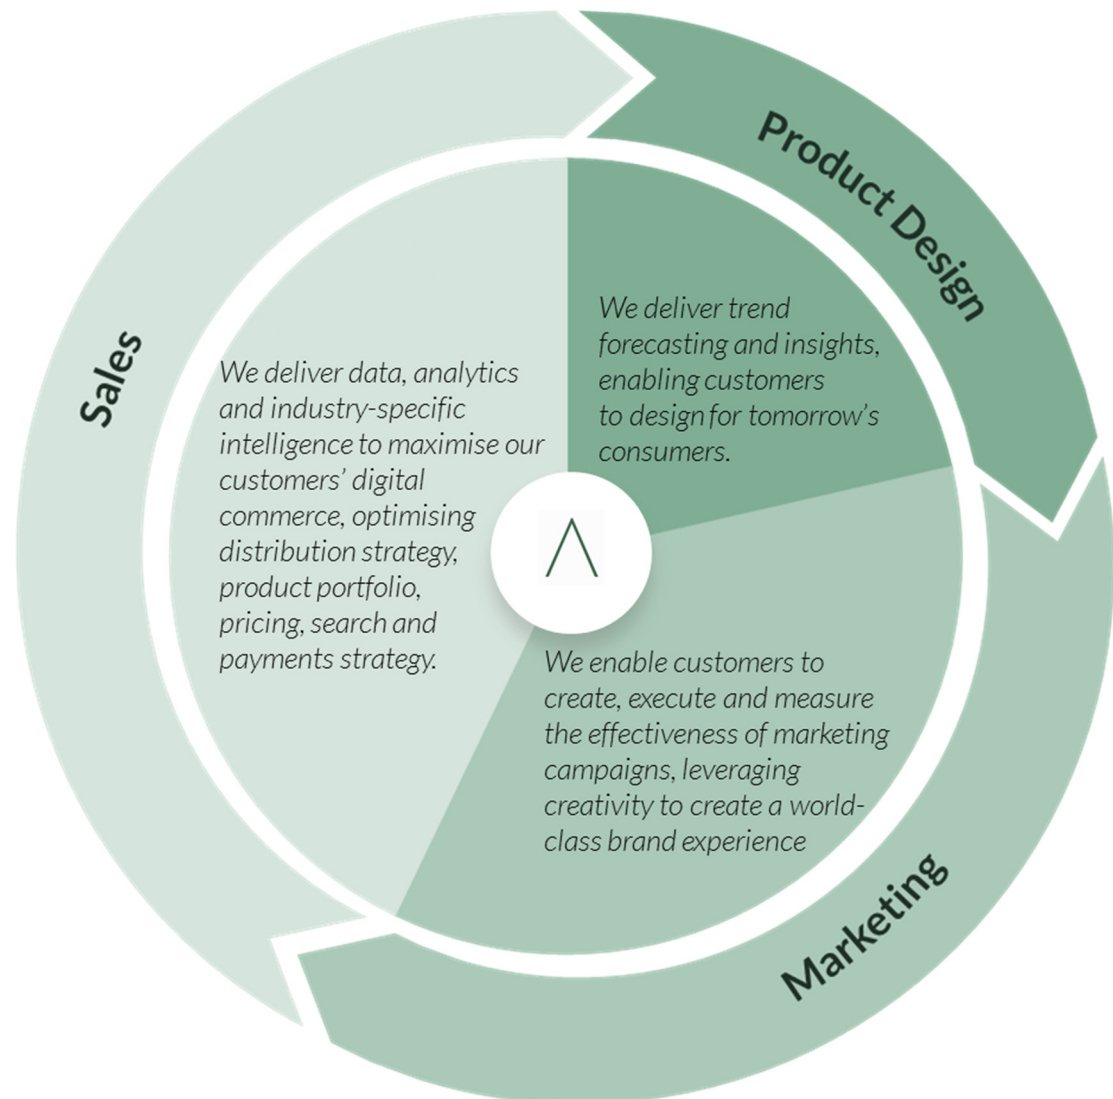 Product Design
We deliver trend
forecasting and insights,
enabling customers
to design for tomorrow’s
consumers.
Marketing
We enable customers to
create, execute and measure
the effectiveness of marketing
campaigns, leveraging
creativity to create a world-
class brand experience
Sales
We deliver data, analytics
and industry-specific
intelligence to maximise our
customers’ digital
commerce, optimising
distribution strategy,
product portfolio,
pricing, search and
payments strategy.